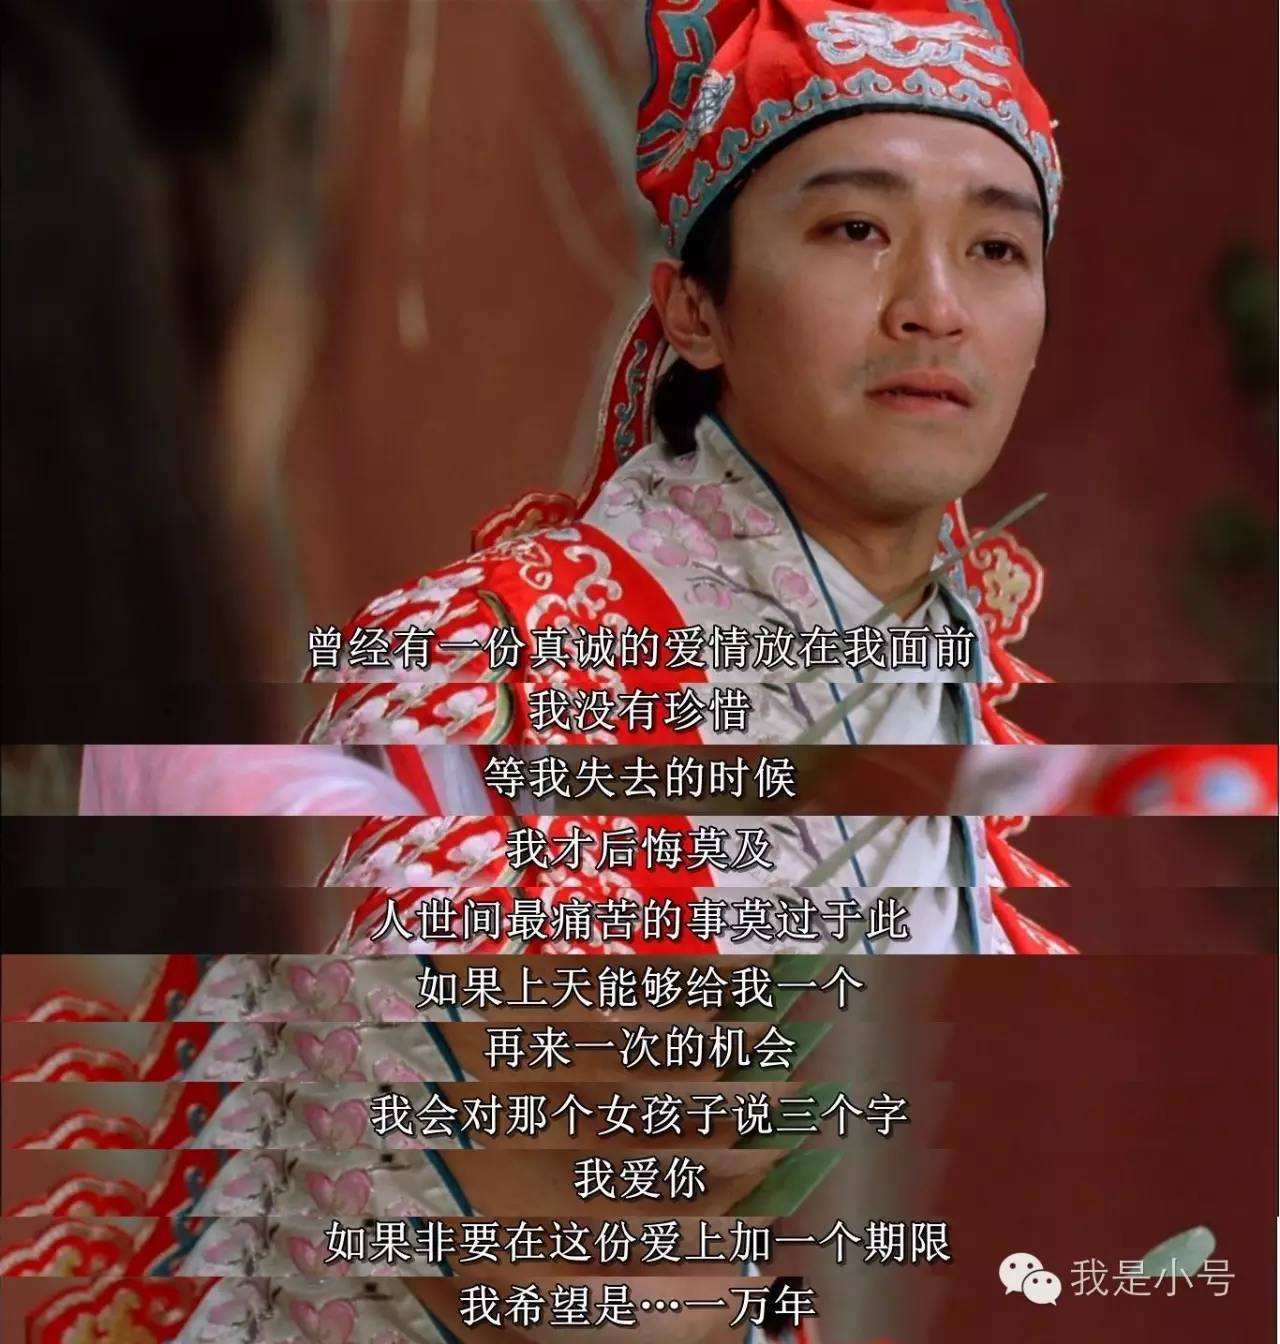 曾经有一份真诚的爱情放在我面前
我没有珍惜
等我失去的时候
我才后悔莫及
人世间最痛苦的事莫过于此
如果上天能够给我一个
再来一次的机会
我会对那个女孩子说三个字
我爱你
如果非要在这份爱上加一个期限
我希望是…一万年
我是小号